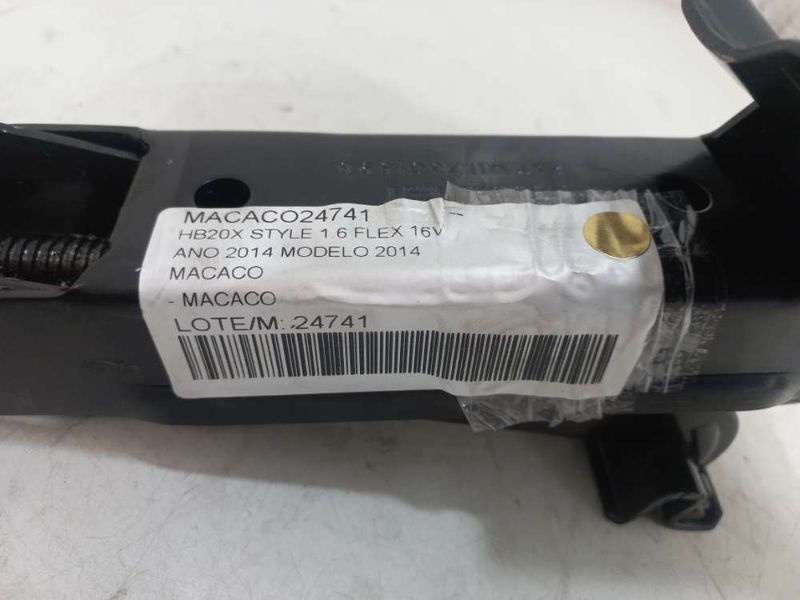 MACACO24741
HB20X STYLE 1.6 FLEX 16V
ANO 2014 MODELO 2014
MACACO
- MACACO
LOTE/M: 24741